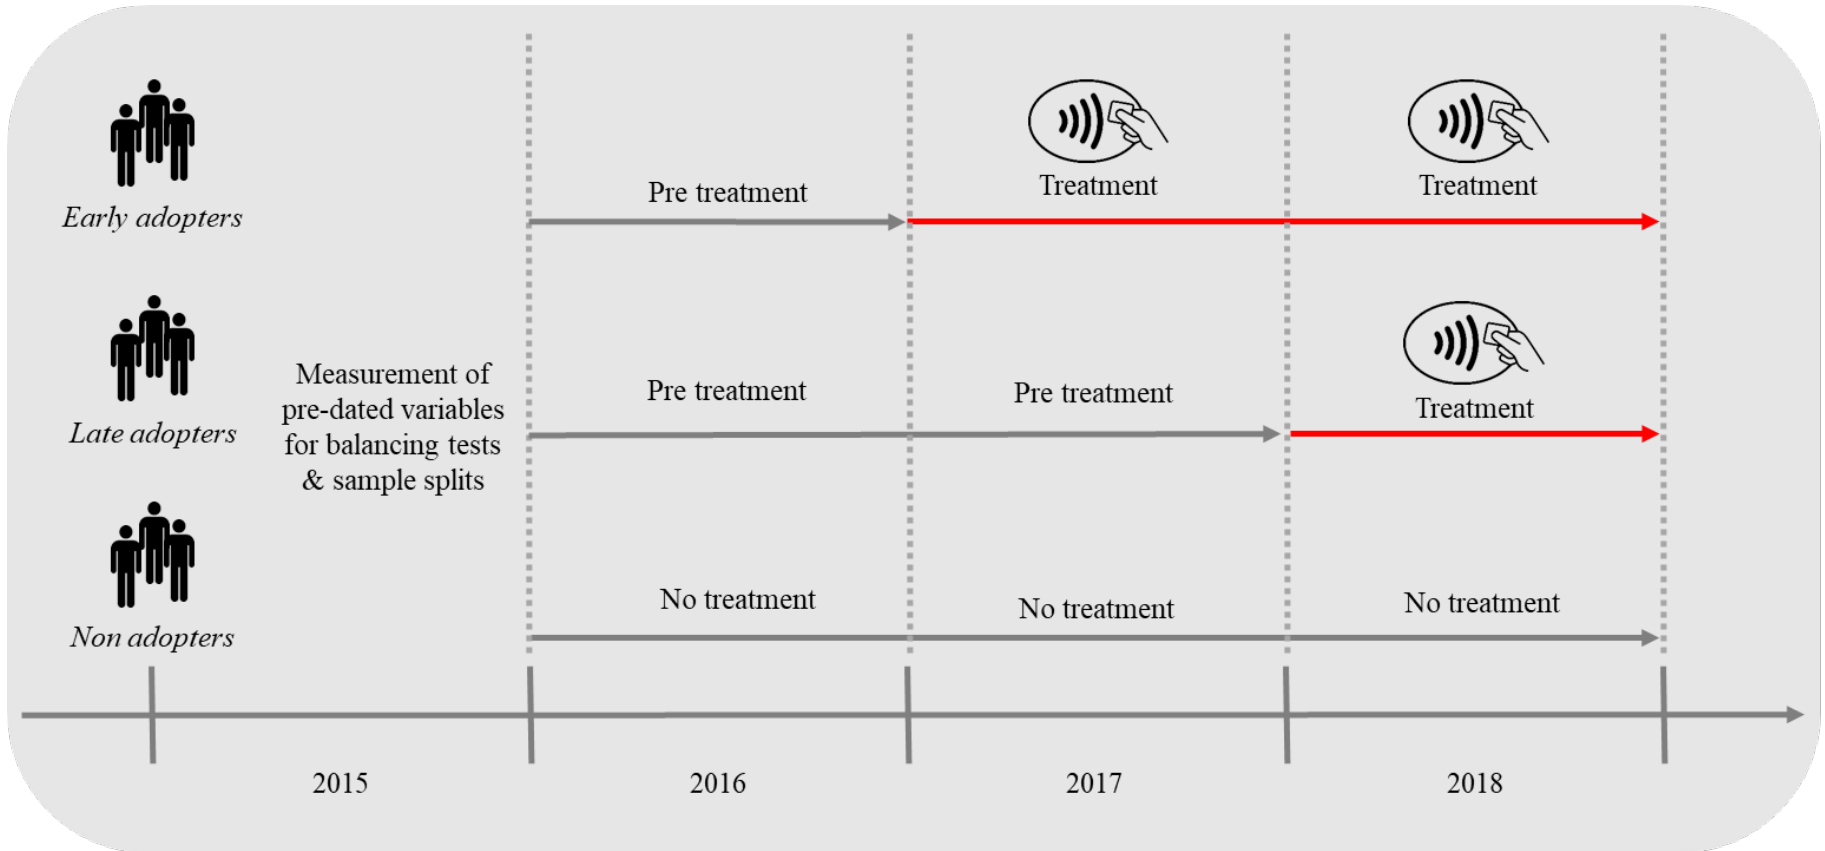 Pre treatment
Treatment
Treatment
Early adopters
Measurement of
pre-dated variables
for balancing tests
& sample splits
Pre treatment
Pre treatment
Treatment
Late adopters
No treatment
No treatment
No treatment
Non adopters
2015
2016
2017
2018